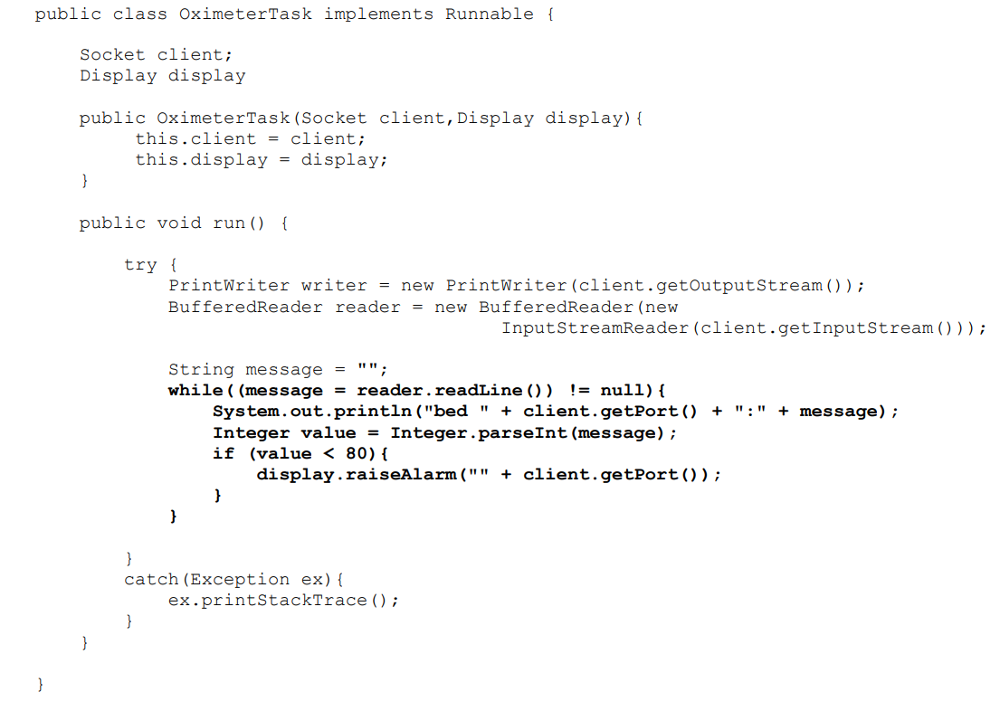 public class OximeterTask implements Runnable {
Socket client;
Display display
public OximeterTask(Socket client,Display display){
this.client = client;
this.display = display;
}
public void run() {
try {
PrintWriter writer = new PrintWriter(client.getOutputStream());
BufferedReader reader = new BufferedReader(new
InputStreamReader(client.getInputStream()));
String message = "";
while((message = reader.readLine()) != null){
System.out.println("bed " + client.getPort() + ":" + message);
Integer value = Integer.parseInt(message);
if (value < 80){
display.raiseAlarm("" + client.getPort());
}
}
}
catch(Exception ex){
ex.printStackTrace();
}
}
}